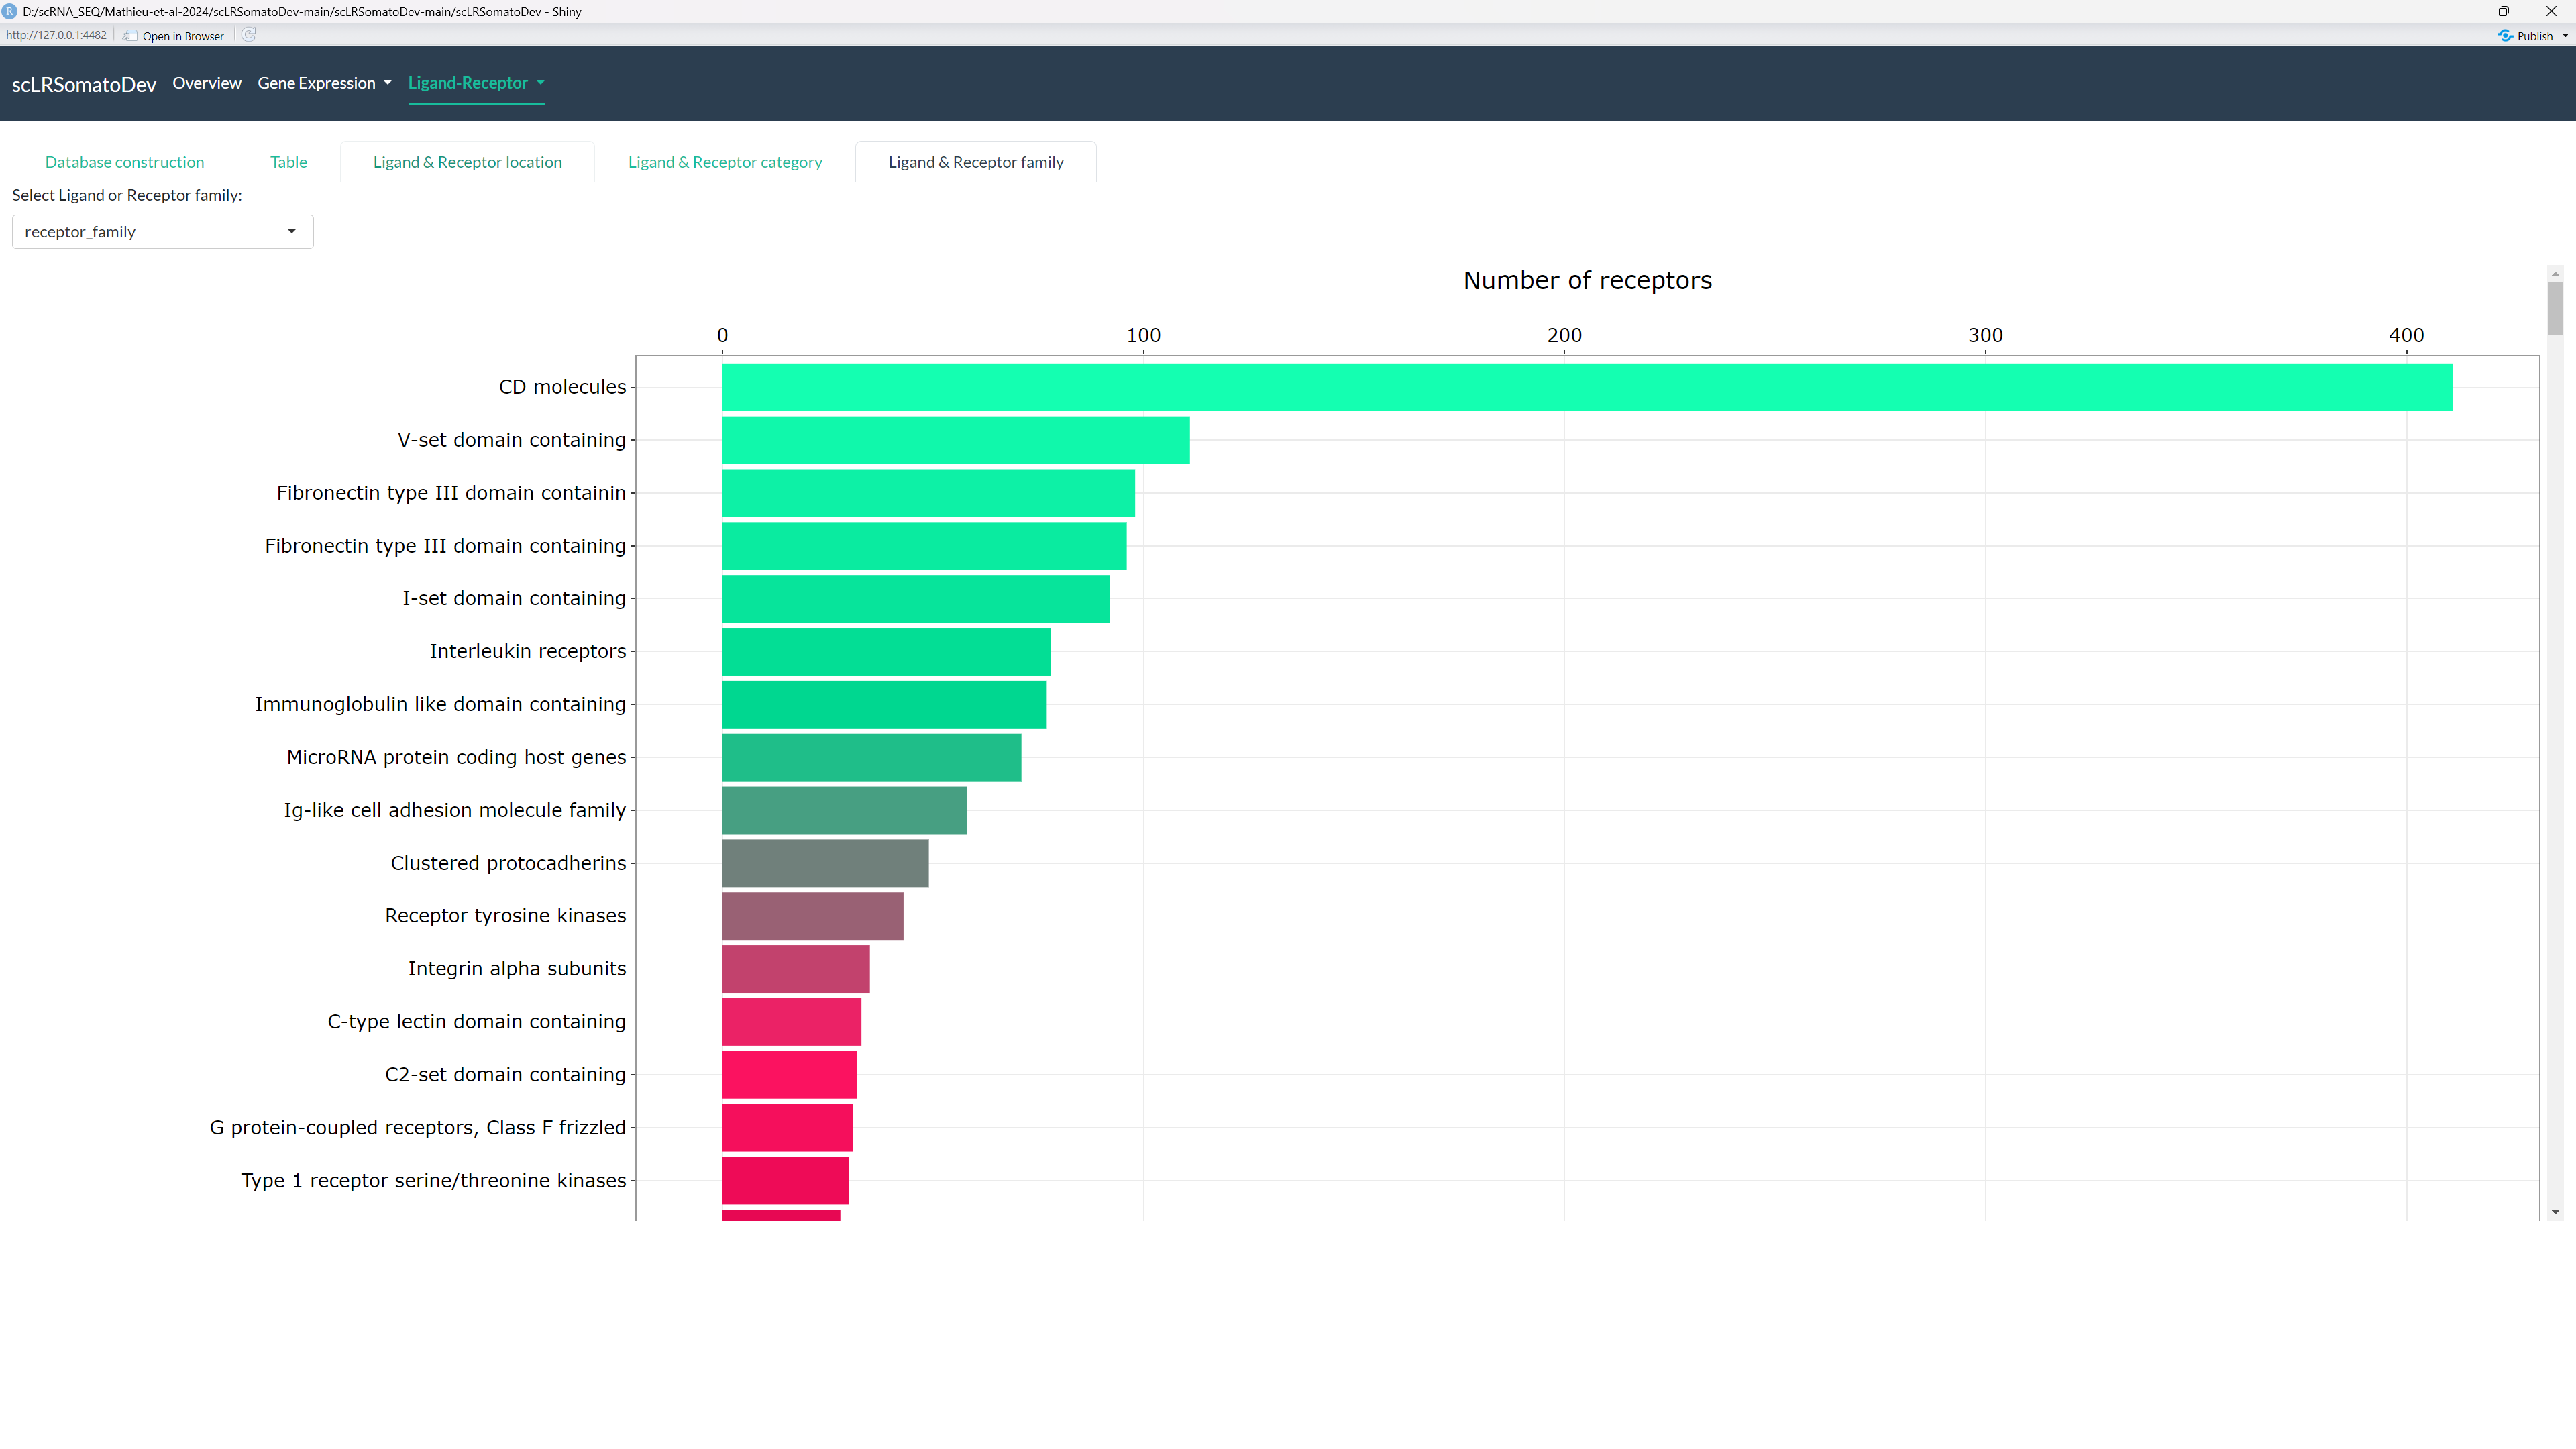 D:/scRNA_SEQ/Mathieu-et-al-2024/scLRSomatoDev-main/scLRSomatoDev-main/scLRSomatoDev - Shiny
http://127.0.0.1:4482 Open in Browser Publish
scLRSomatoDev Overview Gene Expression Ligand-Receptor
Database construction Table Ligand & Receptor location Ligand & Receptor category Ligand & Receptor family
Select Ligand or Receptor family:
receptor_family
Number of receptors
0 100 200 300 400
CD molecules
V-set domain containing
Fibronectin type III domain containin
Fibronectin type III domain containing
I-set domain containing
Interleukin receptors
Immunoglobulin like domain containing
MicroRNA protein coding host genes
Ig-like cell adhesion molecule family
Clustered protocadherins
Receptor tyrosine kinases
Integrin alpha subunits
C-type lectin domain containing
C2-set domain containing
G protein-coupled receptors, Class F frizzled
Type 1 receptor serine/threonine kinases